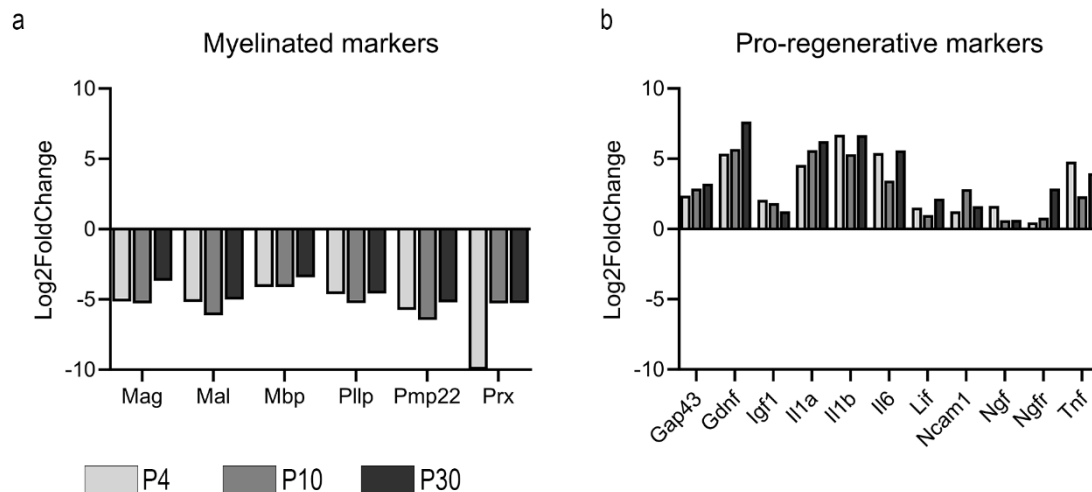 a
Myelinated markers
Log2FoldChange
10
5
0
-5
-10
Mag Mal Mbp Pllp Pmp22 Prx
P4 P10 P30
b
Pro-regenerative markers
Log2FoldChange
10
5
0
-5
-10
Gap43 Gdnf Igf1 Il1a Il1b Il6 Lif Ncam1 Ngf Ngfr Tnf